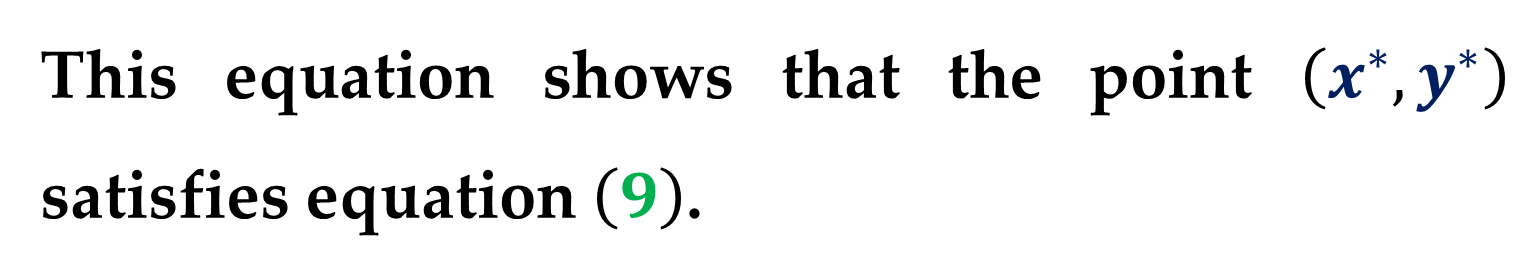 This equation shows that the point (x*, y*)
satisfies equation (9).